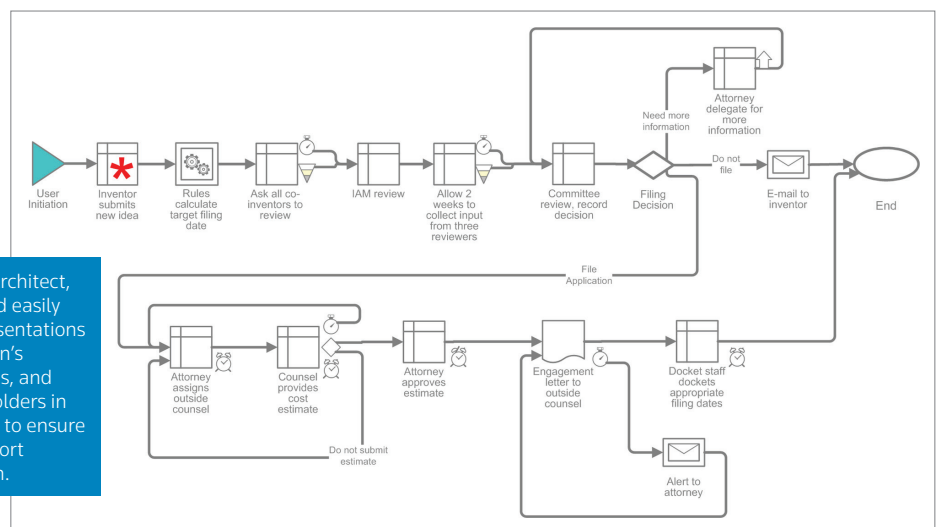 User
Initiation
Inventor
submits
new idea
Rules
calculate
target filing
date
Ask all co-
inventors to
review
IAM review
Allow 2
weeks to
collect input
from three
reviewers
Committee
review, record
decision
Filing
Decision
Need more
information
Attorney
delegate for
more
information
Do not
file
E-mail to
inventor
End
File
Application
rchitect,
d easily
sentations
n's
s, and
olders in
to ensure
ort
n.
Attorney
assigns
outside
counsel
Counsel
provides
cost
estimate
Do not submit
estimate
Attorney
approves
estimate
Engagement
letter to
outside
counsel
Alert to
attorney
Docket staff
dockets
appropriate
filing dates